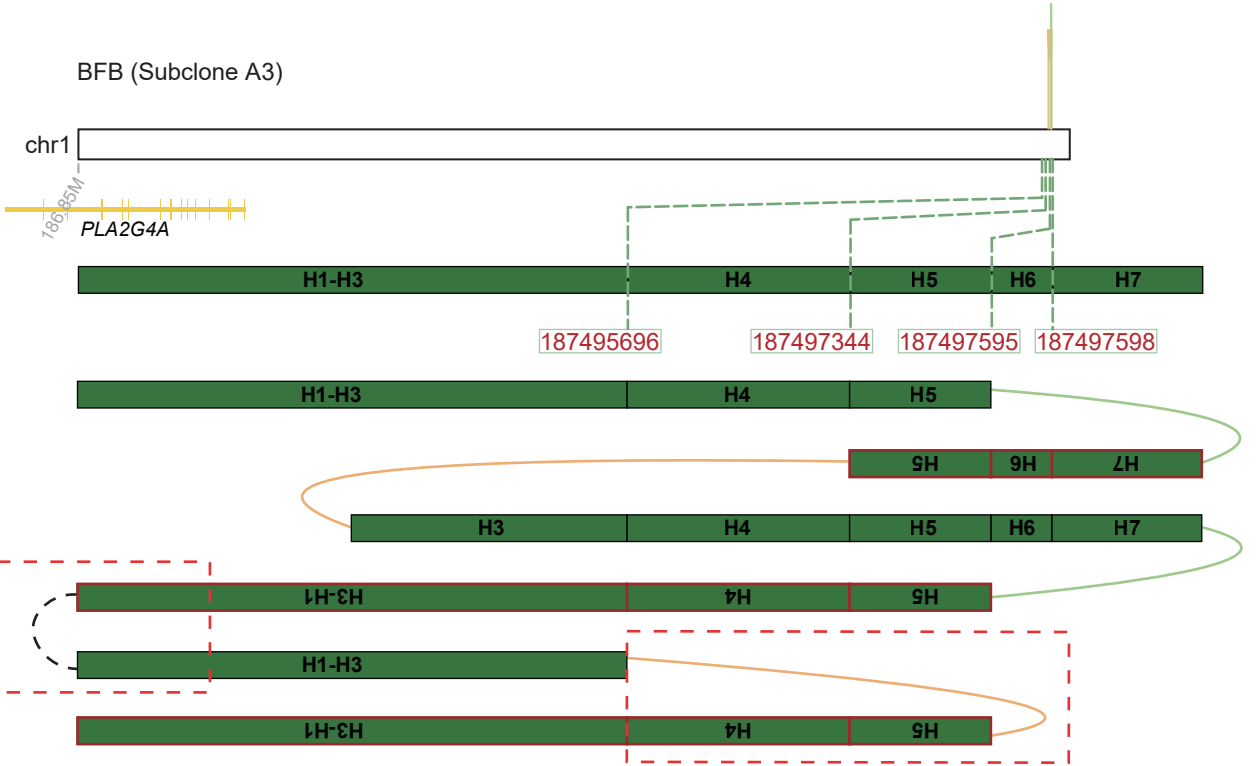 BFB (Subclone A3)
chr1
186.85M
PLA2G4A
H1-H3 H4 H5 H6 H7
187495696 187497344 187497595 187497598
H1-H3 H4 H5
H5 H6 H7
H3 H4 H5 H6 H7
H3-H1 H4 H5
H1-H3
H3-H1 H4 H5